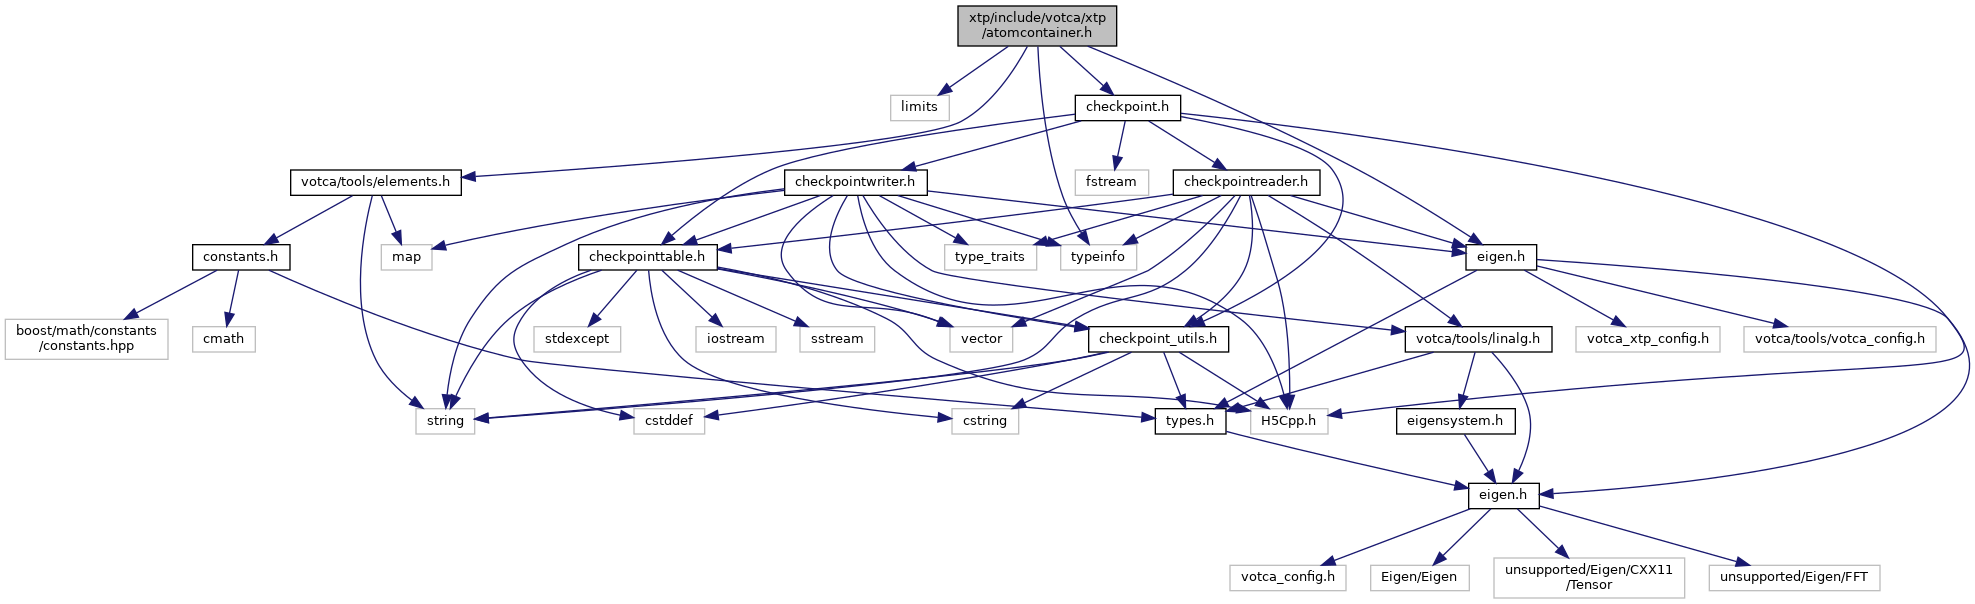 xtp/include/votca/xtp
/atomcontainer.h
limits
checkpoint.h
votca/tools/elements.h
checkpointwriter.h
fstream
checkpointreader.h
constants.h
map
checkpointtable.h
type_traits
typeinfo
eigen.h
boost/math/constants
/constants.hpp
cmath
stdexcept
iostream
sstream
vector
checkpoint_utils.h
votca/tools/linalg.h
votca_xtp_config.h
votca/tools/votca_config.h
string
cstddef
cstring
types.h
H5Cpp.h
eigensystem.h
eigen.h
votca_config.h
Eigen/Eigen
unsupported/Eigen/CXX11
/Tensor
unsupported/Eigen/FFT